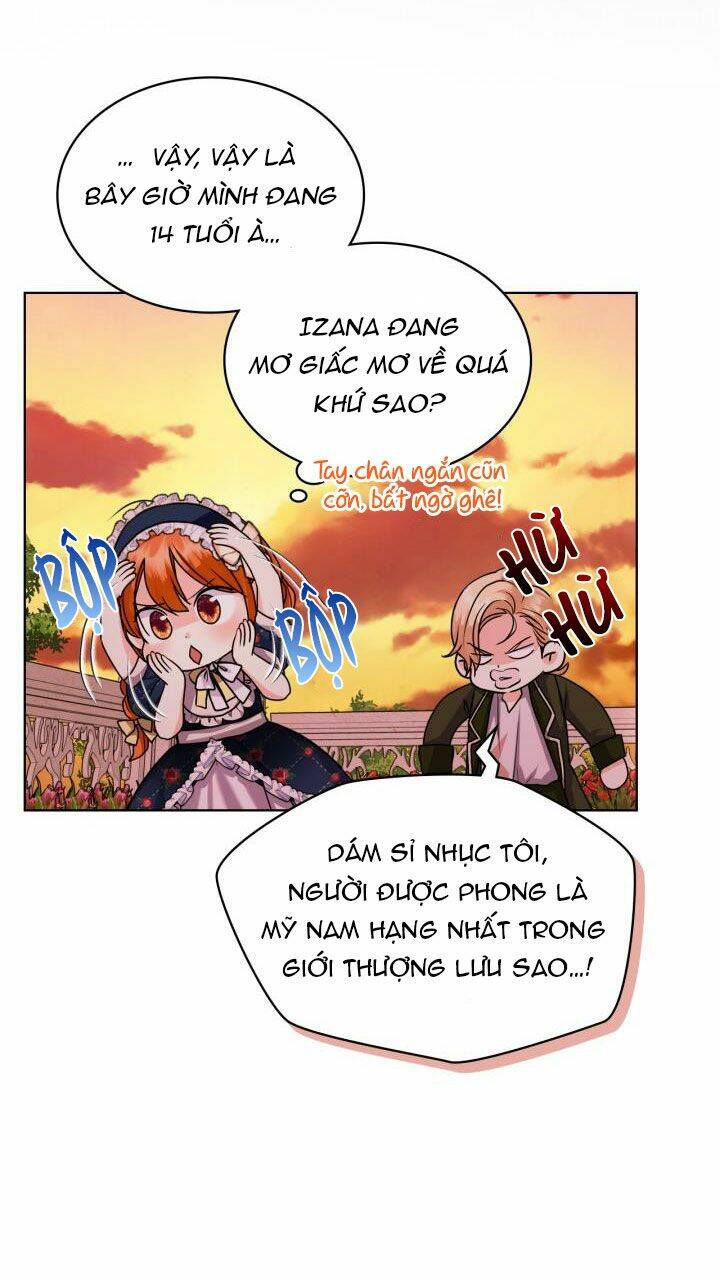 ... VẬY, VẬY LÀ
BÂY GIỜ MÌNH ĐANG
14 TUỔI À...
IZANA ĐANG
MƠ GIẤC MƠ VỀ QUÁ
KHỨ SAO?
Tay chân ngắn cũn
cỡn, bất ngờ ghê!
BỘP
BỘP
HỪ
HỪ
DÁM SỈ NHỤC TÔI,
NGƯỜI ĐƯỢC PHONG LÀ
MỸ NAM HẠNG NHẤT TRONG
GIỚI THƯỢNG LƯU SAO...!